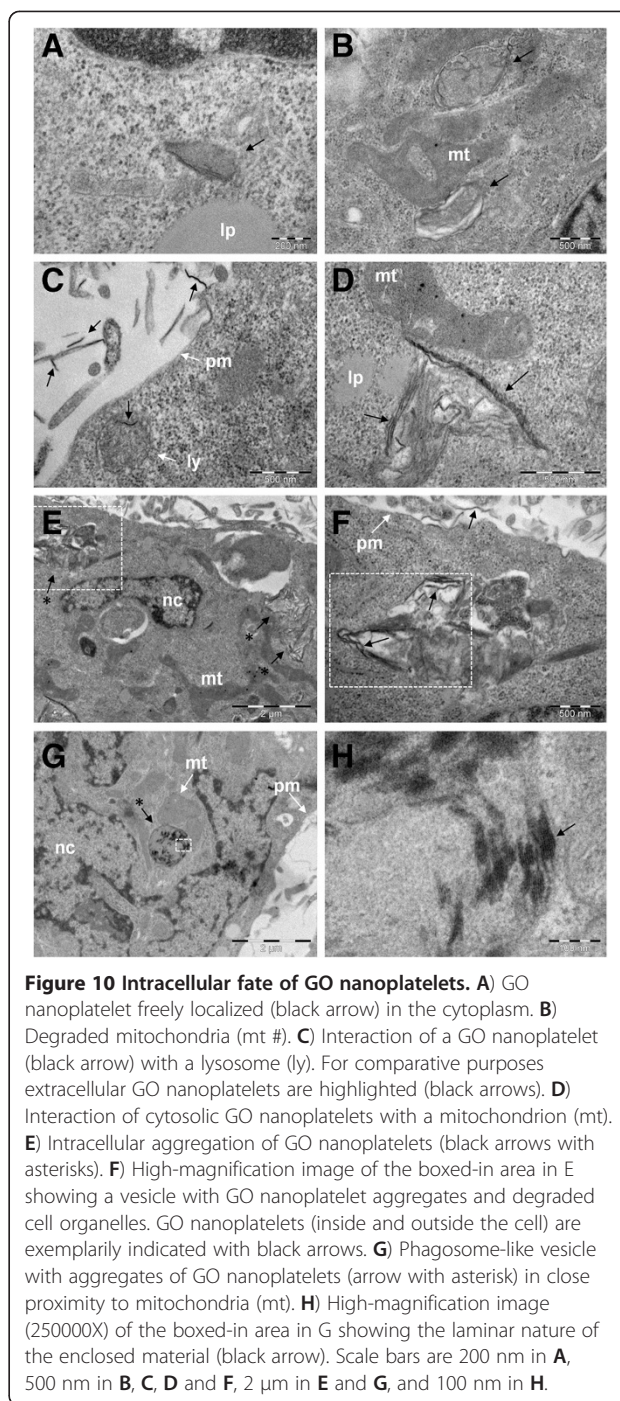 A
lp
200 nm
B
mt
500 nm
C
pm
ly
500 nm
D
mt
lp
E
*
nc
*
*
mt
2 µm
F
pm
500 nm
G
mt
*
pm
nc
2 µm
H
Figure 10 Intracellular fate of GO nanoplatelets. A) GO
nanoplatelet freely localized (black arrow) in the cytoplasm. B)
Degraded mitochondria (mt #). C) Interaction of a GO nanoplatelet
(black arrow) with a lysosome (ly). For comparative purposes
extracellular GO nanoplatelets are highlighted (black arrows). D)
Interaction of cytosolic GO nanoplatelets with a mitochondrion (mt).
E) Intracellular aggregation of GO nanoplatelets (black arrows with
asterisks). F) High-magnification image of the boxed-in area in E
showing a vesicle with GO nanoplatelet aggregates and degraded
cell organelles. GO nanoplatelets (inside and outside the cell) are
exemplarily indicated with black arrows. G) Phagosome-like vesicle
with aggregates of GO nanoplatelets (arrow with asterisk) in close
proximity to mitochondria (mt). H) High-magnification image
(250000X) of the boxed-in area in G showing the laminar nature of
the enclosed material (black arrow). Scale bars are 200 nm in A,
500 nm in B, C, D and F, 2 µm in E and G, and 100 nm in H.